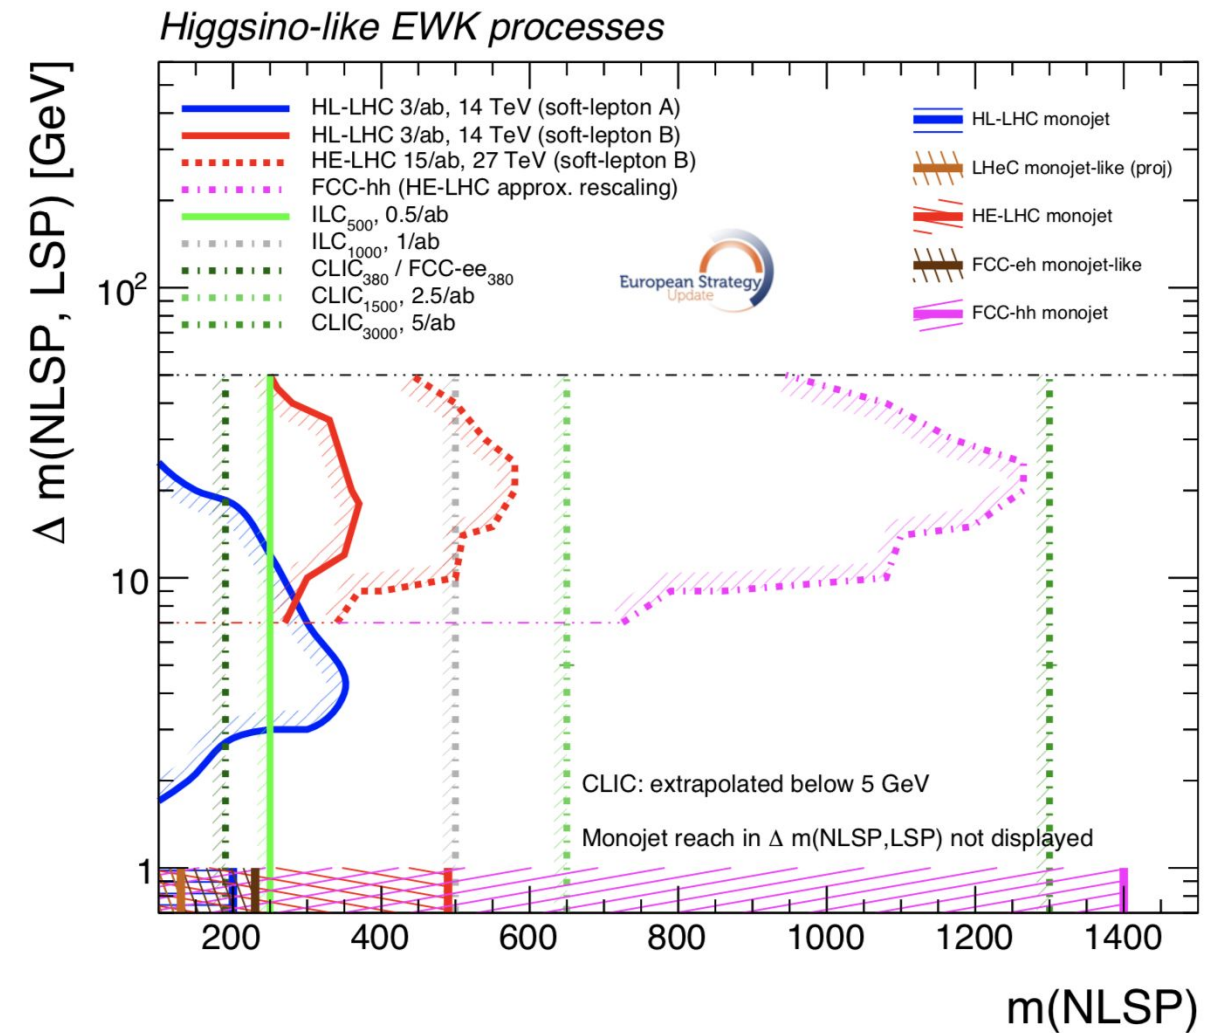 Higgsino-like EWK processes
Δ m(NLSP, LSP) [GeV]
HL-LHC 3/ab, 14 TeV (soft-lepton A)
HL-LHC 3/ab, 14 TeV (soft-lepton B)
HE-LHC 15/ab, 27 TeV (soft-lepton B)
FCC-hh (HE-LHC approx. rescaling)
ILC500, 0.5/ab
ILC1000, 1/ab
CLIC380 / FCC-ee380
CLIC1500, 2.5/ab
CLIC3000, 5/ab
HL-LHC monojet
LHeC monojet-like (proj)
HE-LHC monojet
FCC-eh monojet-like
FCC-hh monojet
European Strategy
Update
10²
10
1
CLIC: extrapolated below 5 GeV
Monojet reach in Δ m(NLSP,LSP) not displayed
200 400 600 800 1000 1200 1400
m(NLSP)